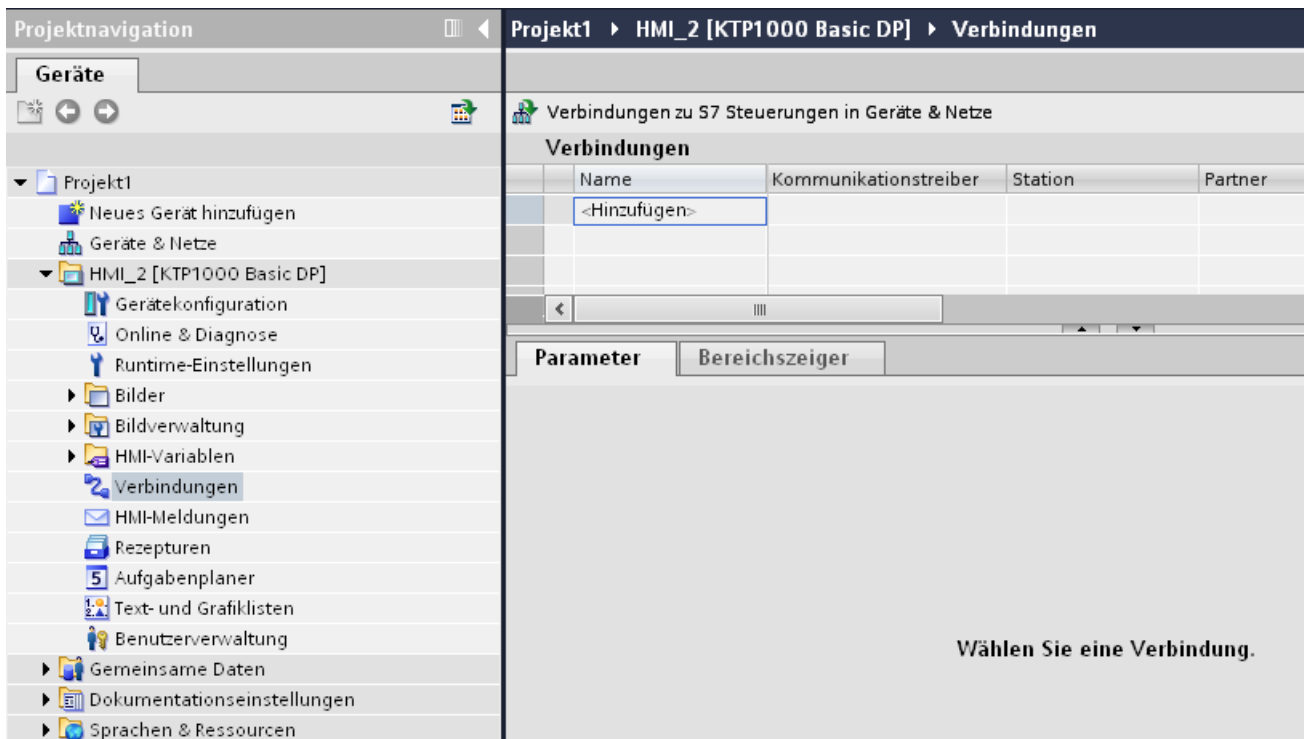 Projektnavigation
Projekt1 ▸ HMI_2 [KTP1000 Basic DP] ▸ Verbindungen
Geräte
Verbindungen zu S7 Steuerungen in Geräte & Netze
Verbindungen
Name Kommunikationstreiber Station Partner
<Hinzufügen>
Projekt1
Neues Gerät hinzufügen
Geräte & Netze
HMI_2 [KTP1000 Basic DP]
Gerätekonfiguration
Online & Diagnose
Runtime-Einstellungen
Bilder
Bildverwaltung
HMI-Variablen
Verbindungen
HMI-Meldungen
Rezepturen
Aufgabenplaner
Text- und Grafiklisten
Benutzerverwaltung
Gemeinsame Daten
Dokumentationseinstellungen
Sprachen & Ressourcen
Parameter Bereichszeiger
Wählen Sie eine Verbindung.